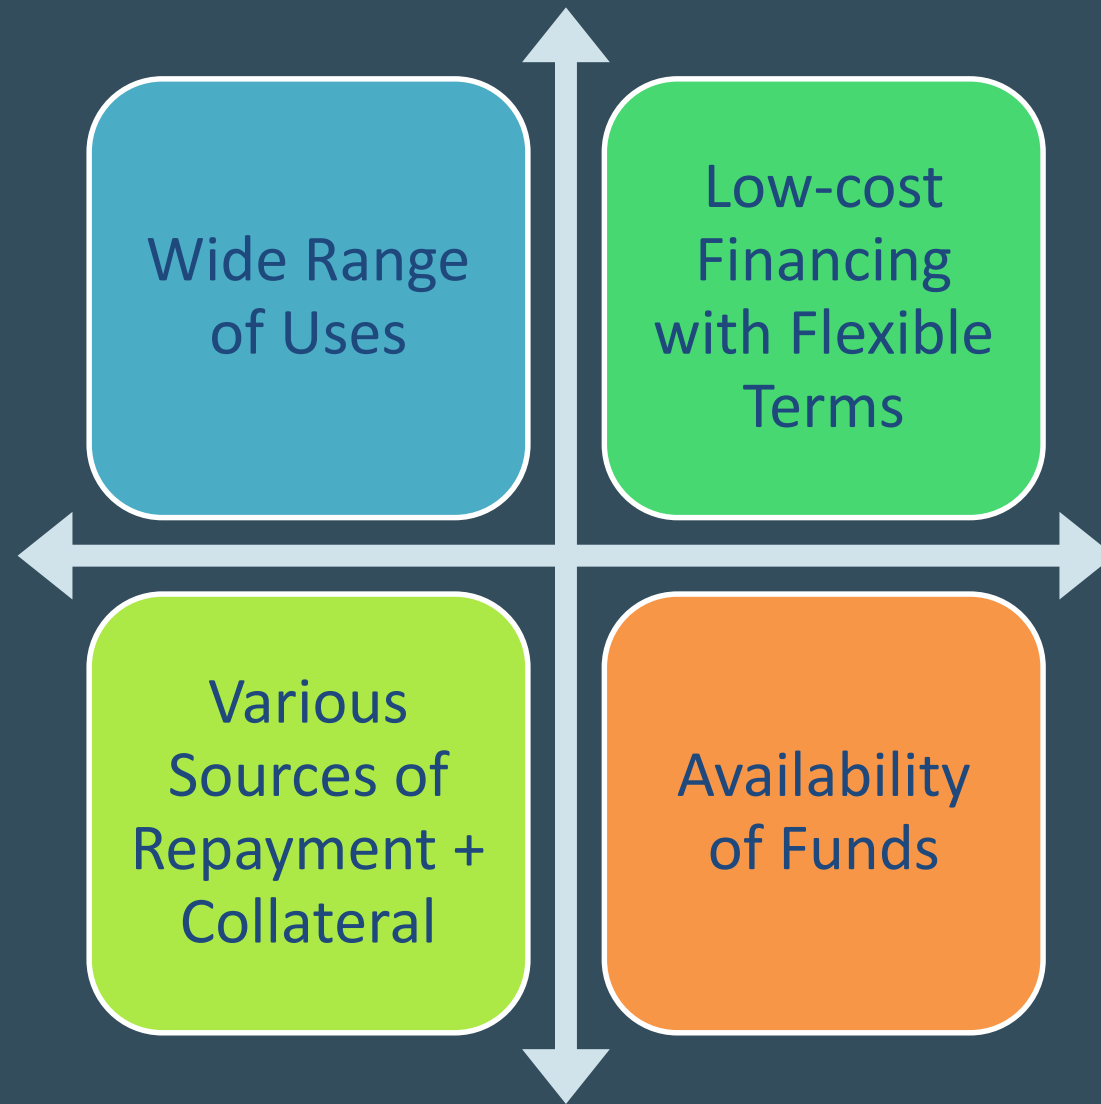 Wide Range
of Uses
Low-cost
Financing
with Flexible
Terms
Various
Sources of
Repayment +
Collateral
Availability
of Funds